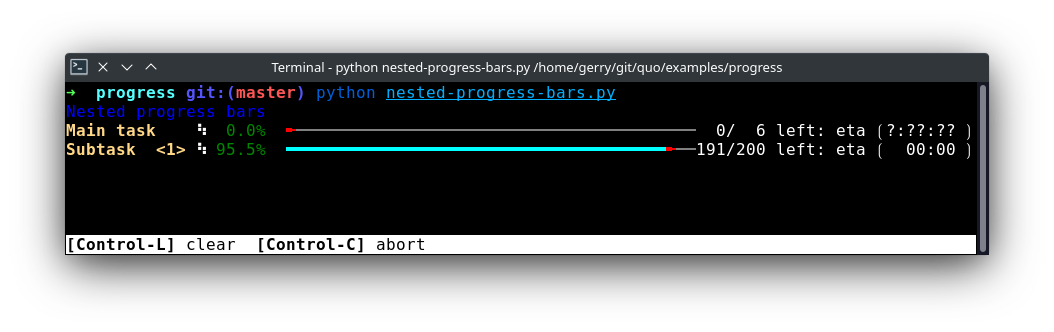 Terminal - python nested-progress-bars.py /home/gerry/git/quo/examples/progress
➜  progress git:(master) python nested-progress-bars.py
Nested progress bars
Main task 0.0% 0/ 6 left: eta (?:??:?? )
Subtask <1> 95.5% 191/200 left: eta ( 00:00 )
[Control-L] clear [Control-C] abort